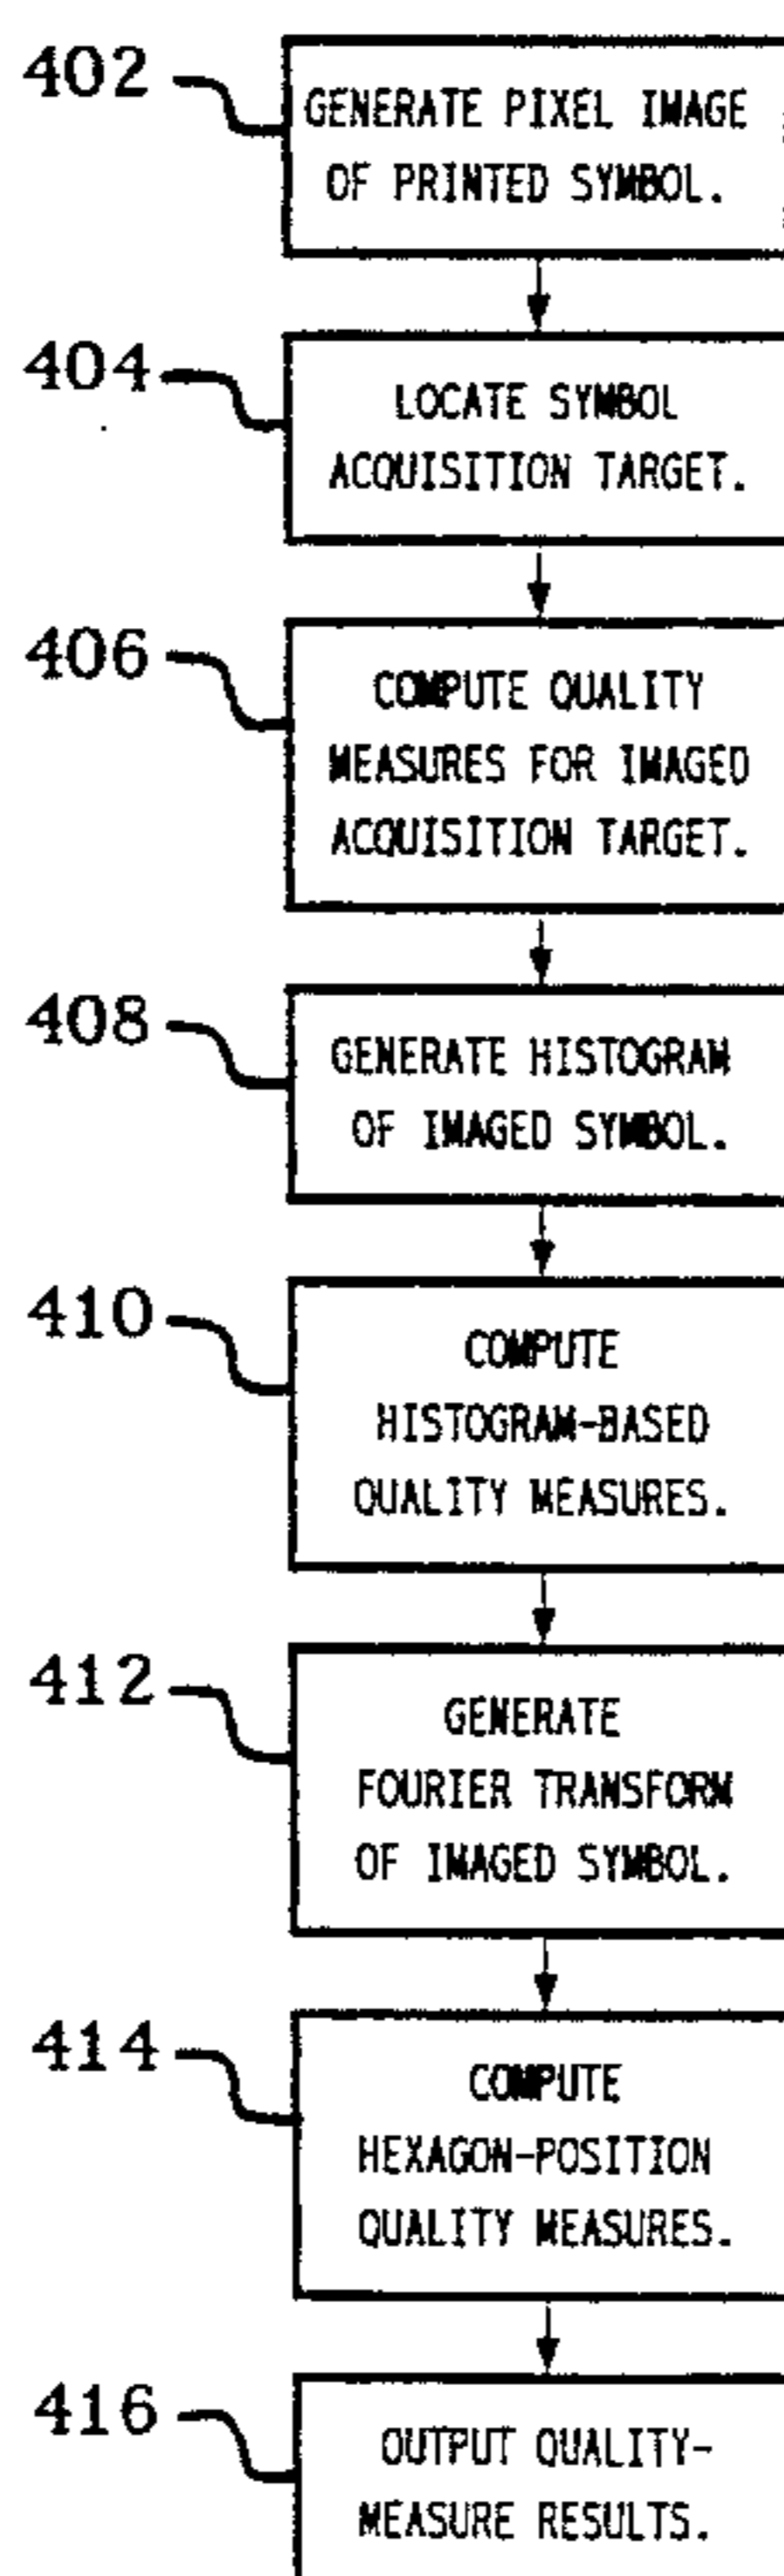 402
GENERATE PIXEL IMAGE
OF PRINTED SYMBOL.
404
LOCATE SYMBOL
ACQUISITION TARGET.
406
COMPUTE QUALITY
MEASURES FOR IMAGED
ACQUISITION TARGET.
408
GENERATE HISTOGRAM
OF IMAGED SYMBOL.
410
COMPUTE
HISTOGRAM-BASED
QUALITY MEASURES.
412
GENERATE
FOURIER TRANSFORM
OF IMAGED SYMBOL.
414
COMPUTE
HEXAGON-POSITION
QUALITY MEASURES.
416
OUTPUT QUALITY-
MEASURE RESULTS.